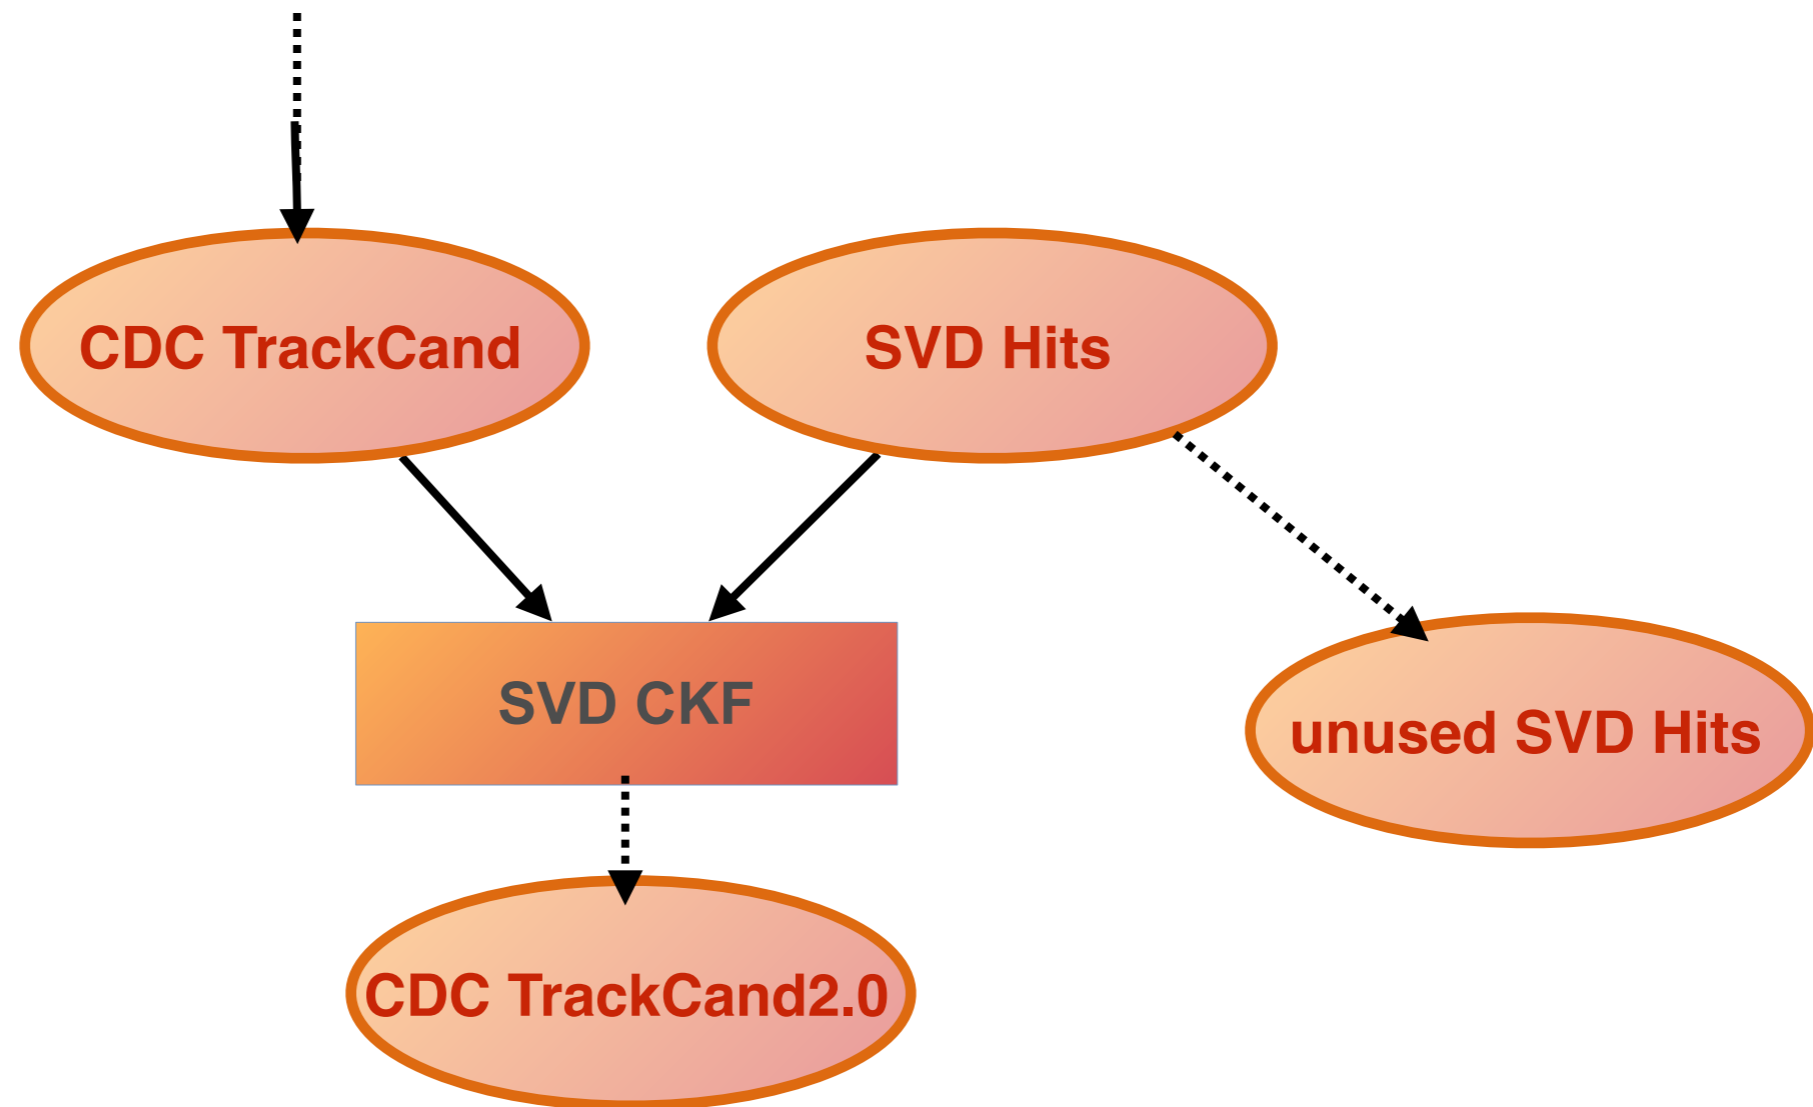 CDC TrackCand
SVD Hits
SVD CKF
unused SVD Hits
CDC TrackCand2.0